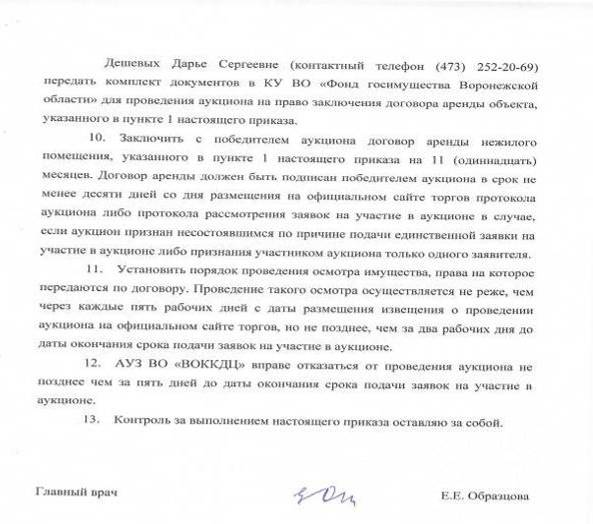 Дешевых Дарье Сергеевне (контактный телефон (473) 252-20-69)
передать комплект документов в КУ ВО «Фонд госимущества Воронежской
области» для проведения аукциона на право заключения договора аренды объекта,
указанного в пункте 1 настоящего приказа.
10. Заключить с победителем аукциона договор аренды нежилого
помещения, указанного в пункте 1 настоящего приказа на 11 (одиннадцать)
месяцев. Договор аренды должен быть подписан победителем аукциона в срок не
менее десяти дней со дня размещения на официальном сайте торгов протокола
аукциона либо протокола рассмотрения заявок на участие в аукционе в случае,
если аукцион признан несостоявшимся по причине подачи единственной заявки на
участие в аукционе либо признания участником аукциона только одного заявителя.
11. Установить порядок проведения осмотра имущества, права на которое
передаются по договору. Проведение такого осмотра осуществляется не реже, чем
через каждые пять рабочих дней с даты размещения извещения о проведении
аукциона на официальном сайте торгов, но не позднее, чем за два рабочих дня до
даты окончания срока подачи заявок на участие в аукционе.
12. АУЗ ВО «ВОККДЦ» вправе отказаться от проведения аукциона не
позднее чем за пять дней до даты окончания срока подачи заявок на участие в
аукционе.
13. Контроль за выполнением настоящего приказа оставляю за собой.
Главный врач Е.Е. Образцова